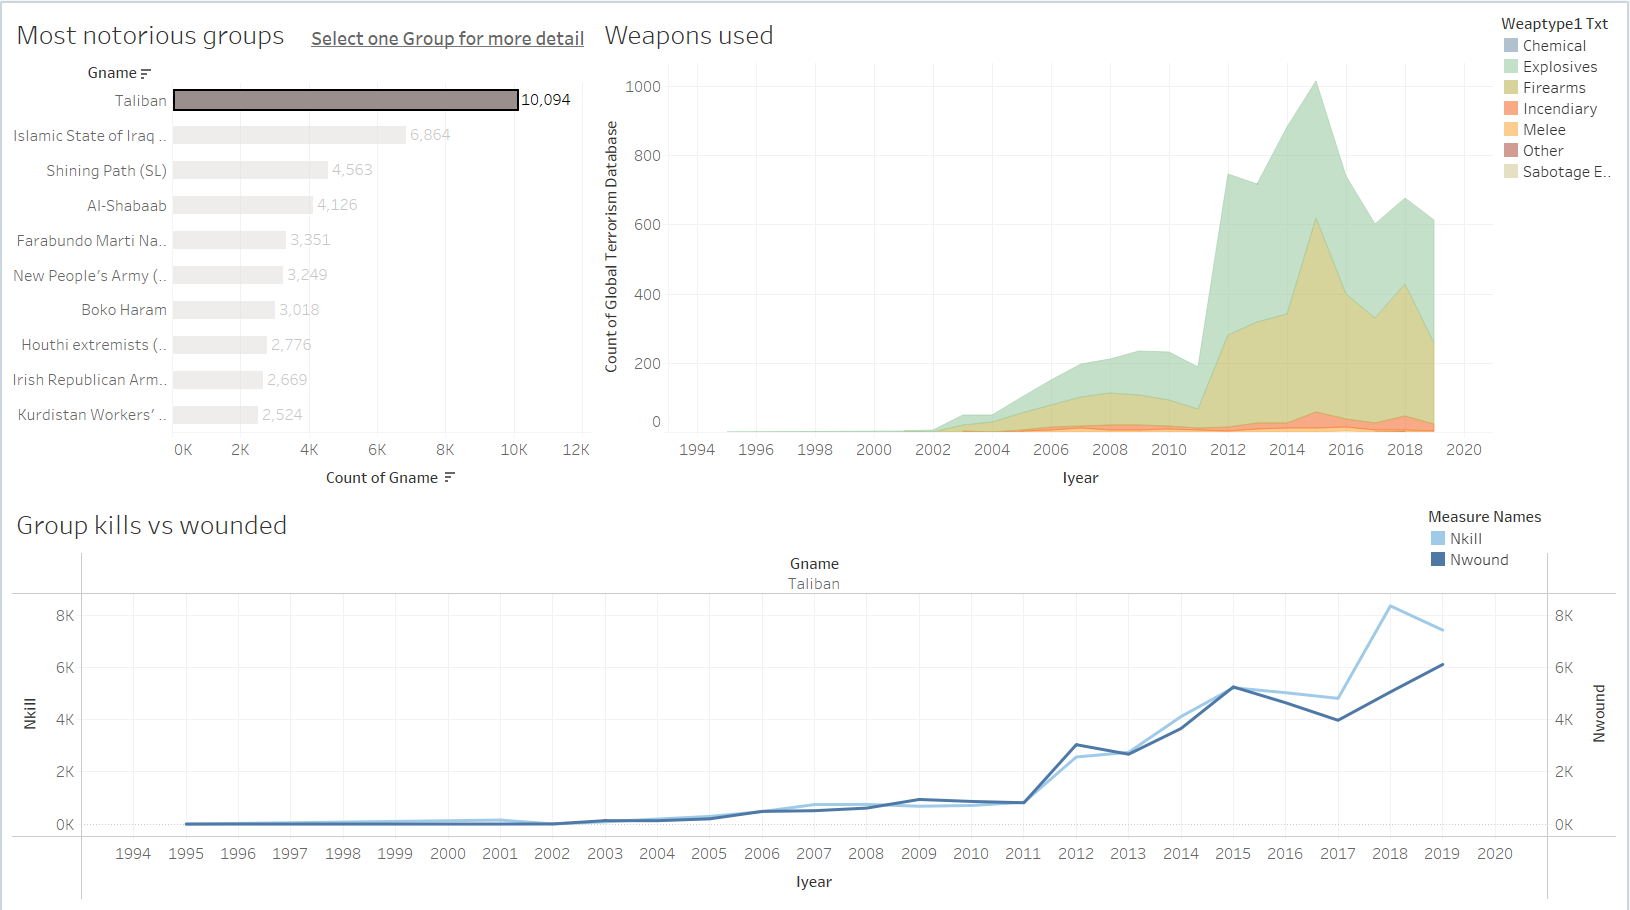 Most notorious groups
Select one Group for more detail
Gname
Taliban
10,094
Islamic State of Iraq ..
6,864
Shining Path (SL)
4,563
Al-Shabaab
4,126
Farabundo Marti Na..
3,351
New People's Army (..
3,249
Boko Haram
3,018
Houthi extremists (..
2,776
Irish Republican Arm..
2,669
Kurdistan Workers' ..
2,524
0K 2K 4K 6K 8K 10K 12K
Count of Gname
Weapons used
Count of Global Terrorism Database
1000
800
600
400
200
0
1994 1996 1998 2000 2002 2004 2006 2008 2010 2012 2014 2016 2018 2020
Iyear
Weaptype1 Txt
Chemical
Explosives
Firearms
Incendiary
Melee
Other
Sabotage E..
Group kills vs wounded
Measure Names
Nkill
Nwound
Gname
Taliban
Nkill
8K
6K
4K
2K
0K
8K
6K
4K
2K
0K
Nwound
1994 1995 1996 1997 1998 1999 2000 2001 2002 2003 2004 2005 2006 2007 2008 2009 2010 2011 2012 2013 2014 2015 2016 2017 2018 2019 2020
Iyear